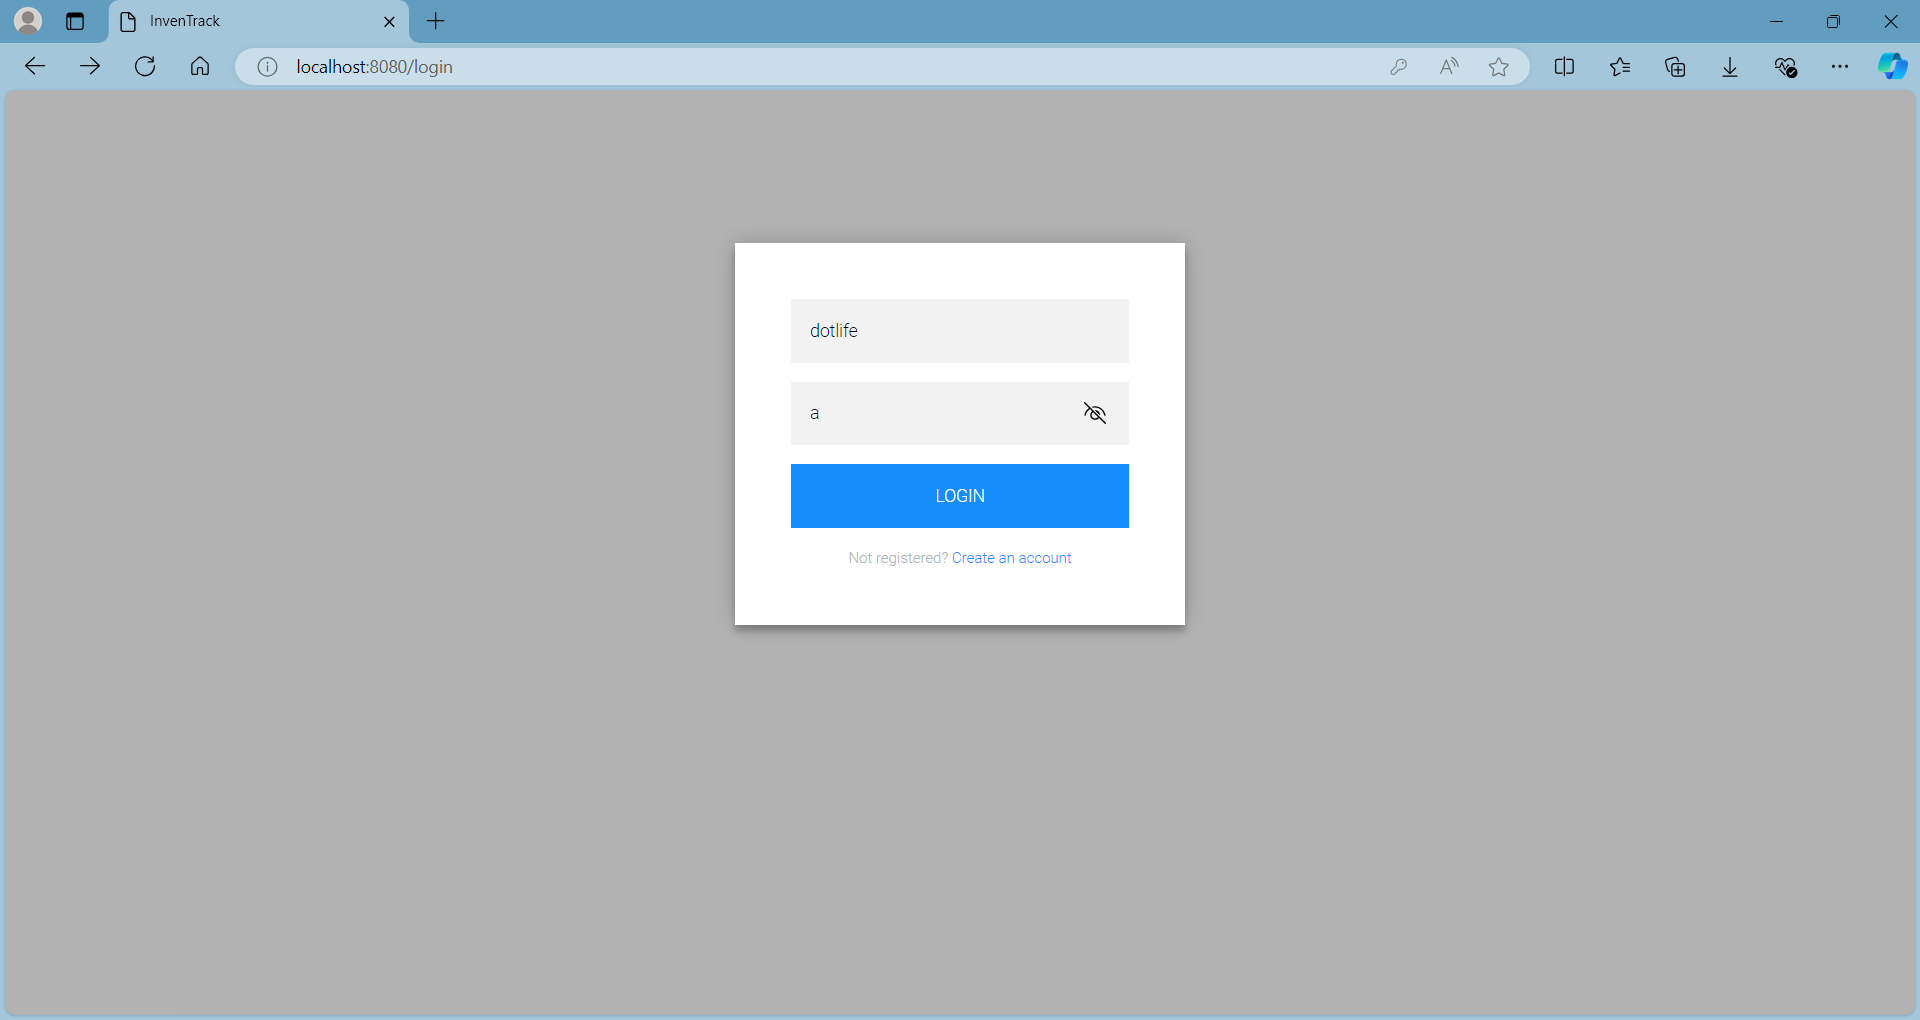 InvenTrack
localhost:8080/login
dotlife
a
LOGIN
Not registered? Create an account